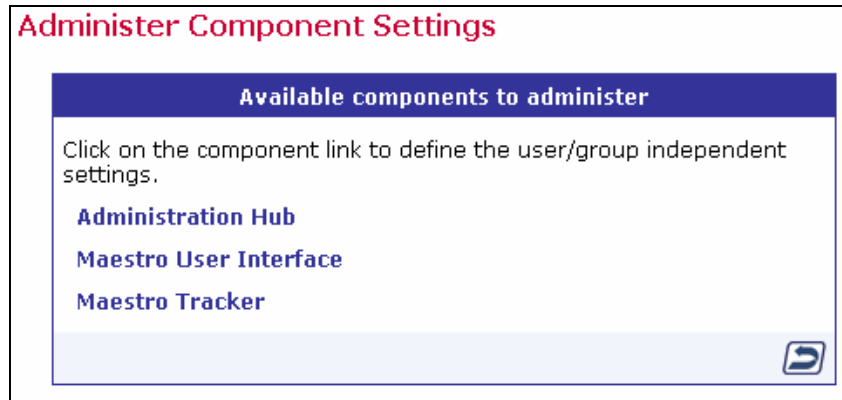 Administer Component Settings
Available components to administer
Click on the component link to define the user/group independent
settings.
Administration Hub
Maestro User Interface
Maestro Tracker